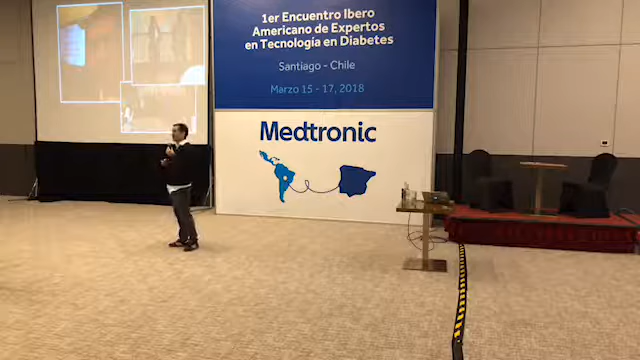 1er Encuentro Ibero
Americano de Expertos
en Tecnología en Diabetes
Santiago - Chile
Marzo 15 - 17, 2018
Medtronic